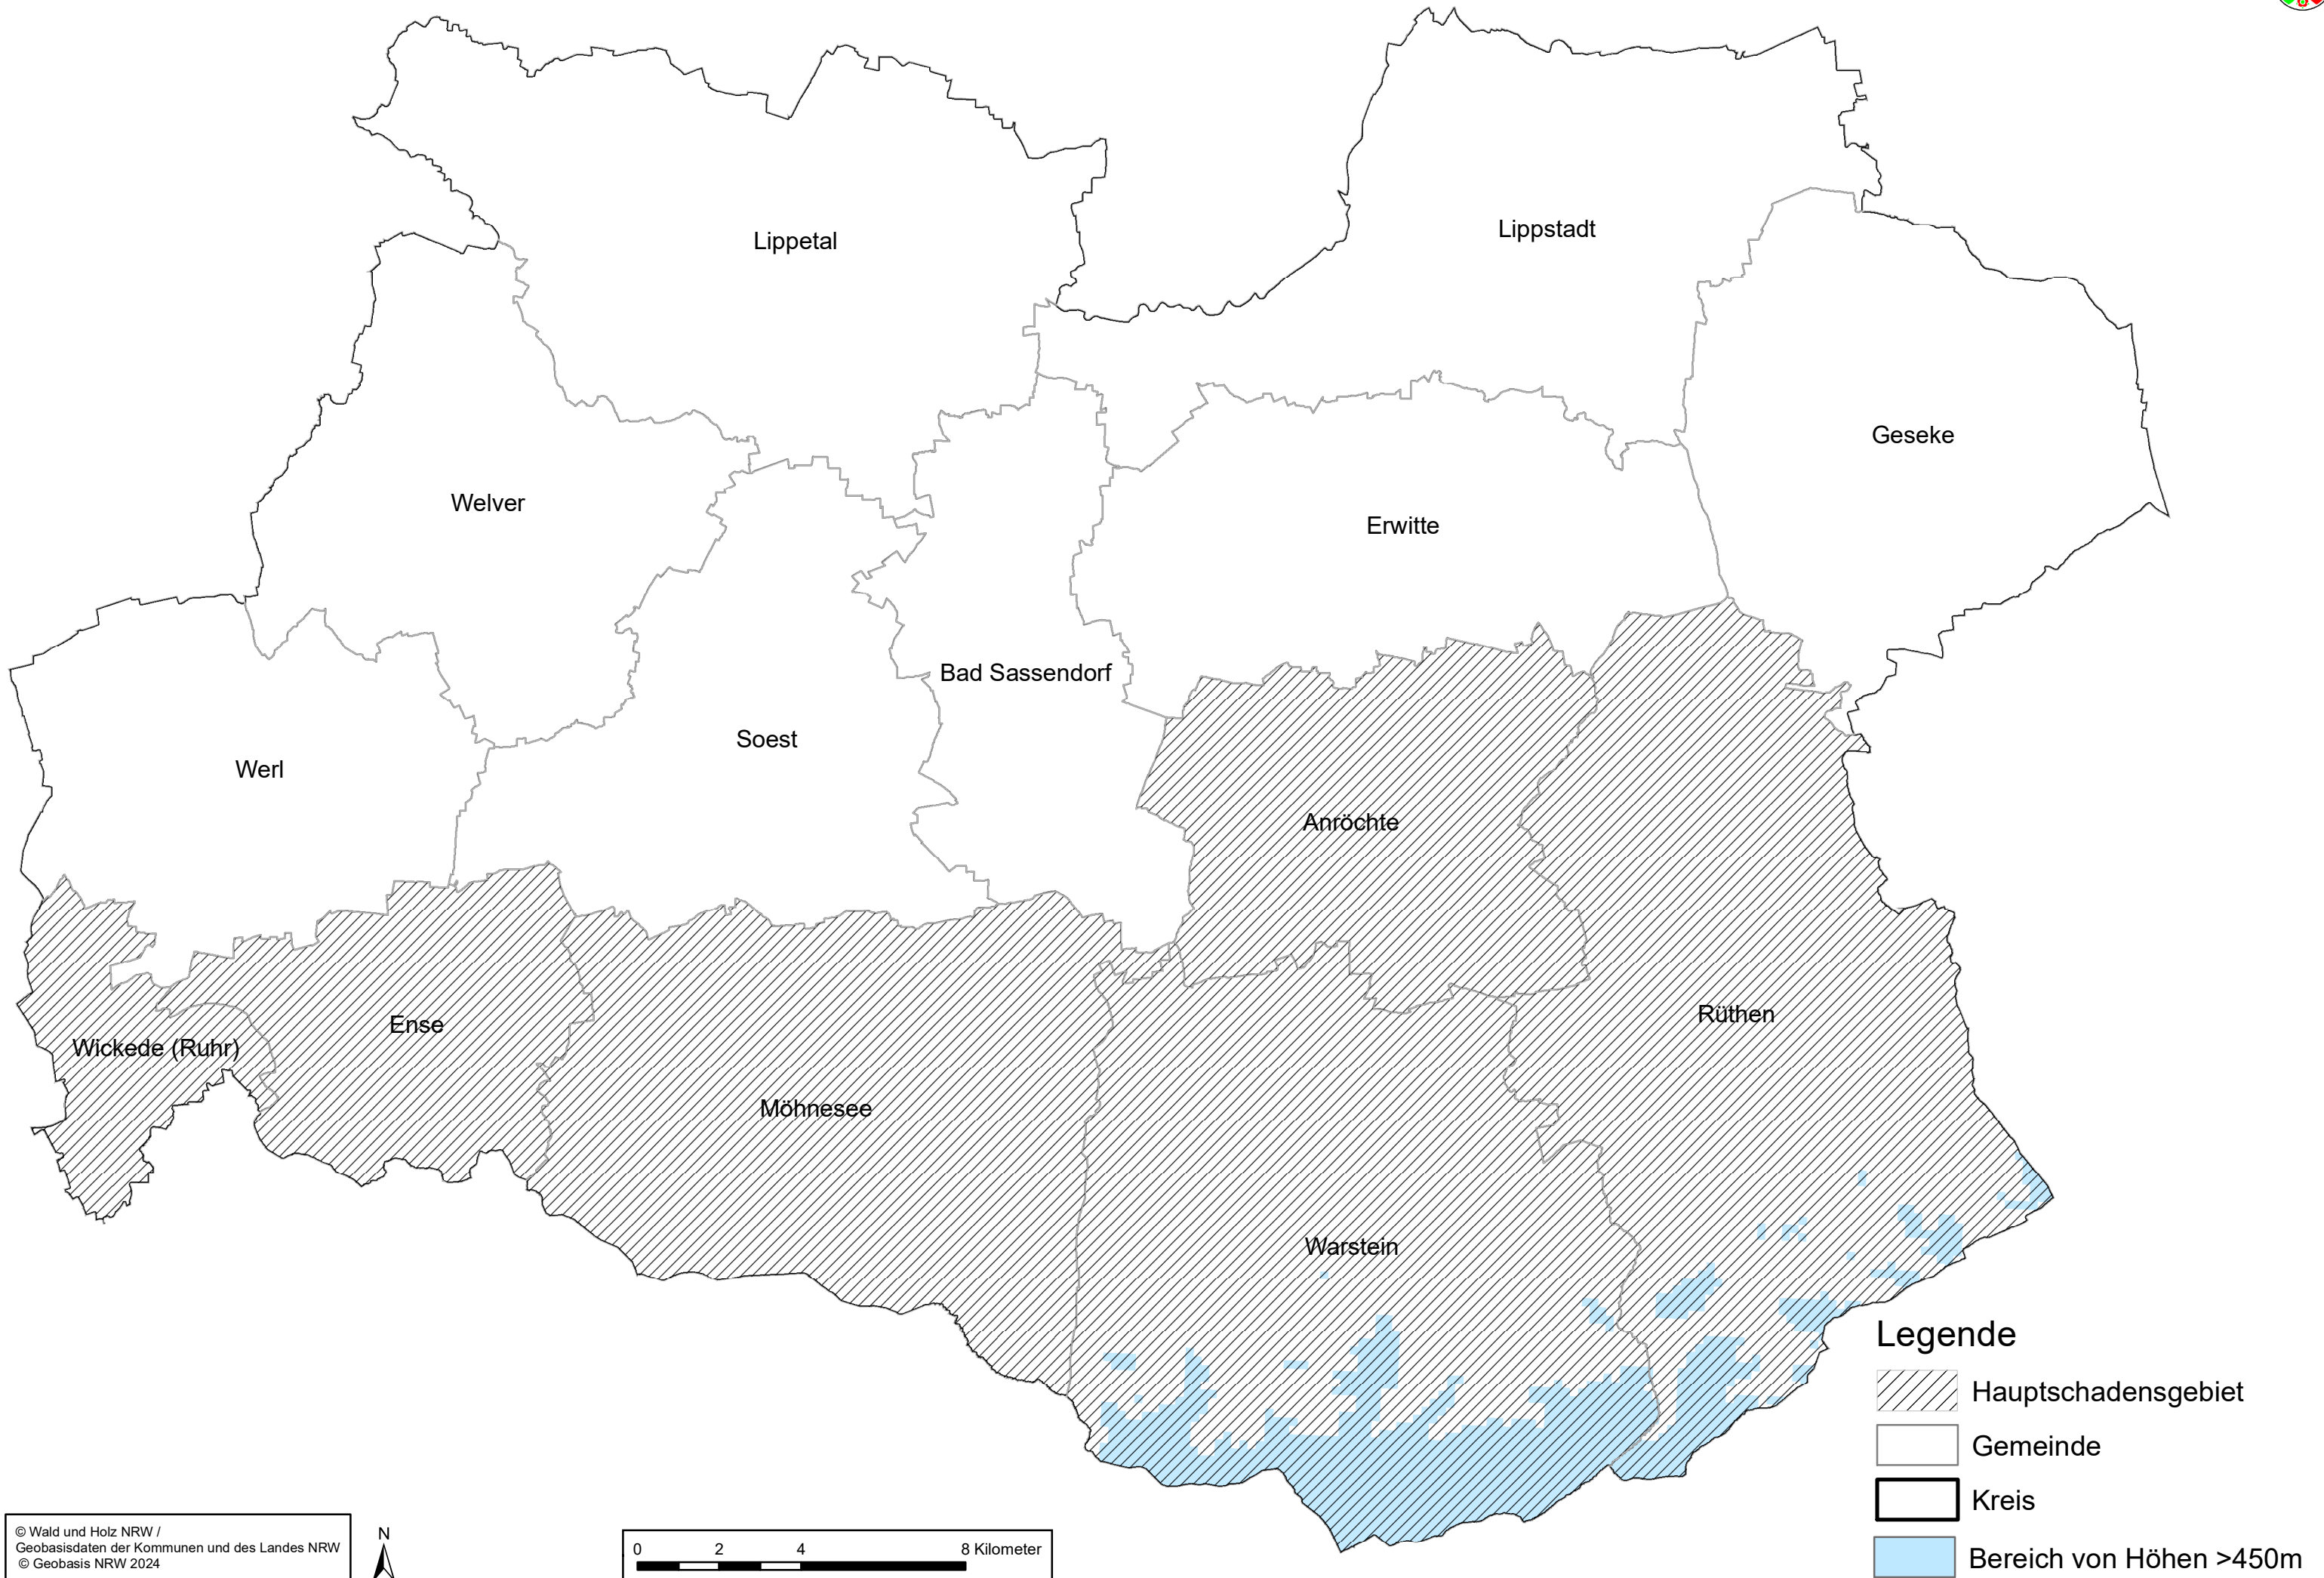 Lippetal
Lippstadt
Geseke
Welver
Erwitte
Bad Sassendorf
Soest
Werl
Anröchte
Rüthen
Ense
Wickede (Ruhr)
Möhnesee
Warstein
Legende
Hauptschadensgebiet
Gemeinde
Kreis
Bereich von Höhen >450m
© Wald und Holz NRW /
Geobasisdaten der Kommunen und des Landes NRW
© Geobasis NRW 2024
N
0 2 4 8 Kilometer